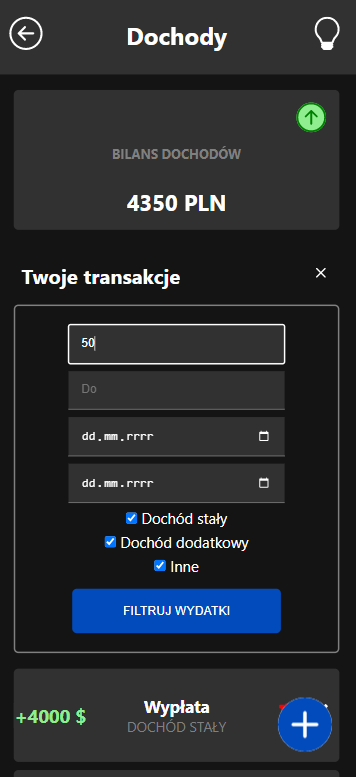 Dochody
BILANS DOCHODÓW
4350 PLN
Twoje transakcje
50
Do
dd.mm.rrrr
dd.mm.rrrr
Dochód stały
Dochód dodatkowy
Inne
FILTRUJ WYDATKI
+4000 $
Wypłata
DOCHÓD STAŁY